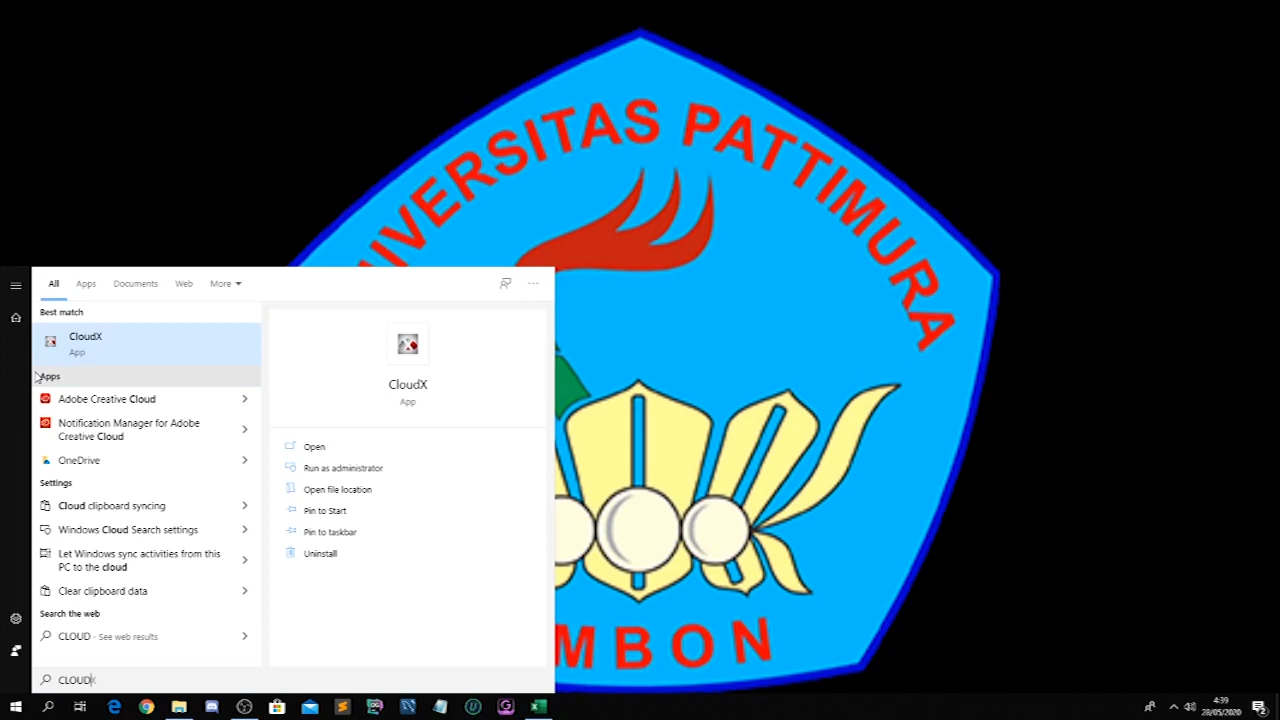 UNIVERSITAS PATTIMURA
All
Apps
Documents
Web
More
Best match
CloudX
App
Apps
Adobe Creative Cloud
Notification Manager for Adobe
Creative Cloud
OneDrive
Settings
Cloud clipboard syncing
Windows Cloud Search settings
Let Windows sync activities from this
PC to the cloud
Clear clipboard data
Search the web
CLOUD - See web results
CLOUDX
CloudX
App
Open
Run as administrator
Open file location
Pin to Start
Pin to taskbar
Uninstall
MBON
4:39
28/05/2020
2